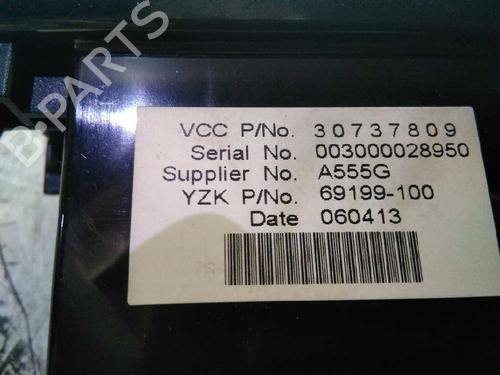 B-PARTS
VCC P/No. 30737809
Serial No. 003000028950
Supplier No. A555G
YZK P/No. 69199-100
Date 060413